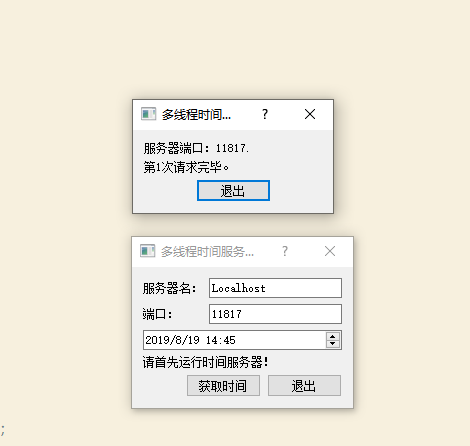 多线程时间... ?
服务器端口：11817.
第1次请求完毕。
退出
多线程时间服务... ?
服务器名： Localhost
端口： 11817
2019/8/19 14:45
请首先运行时间服务器！
获取时间 退出
;